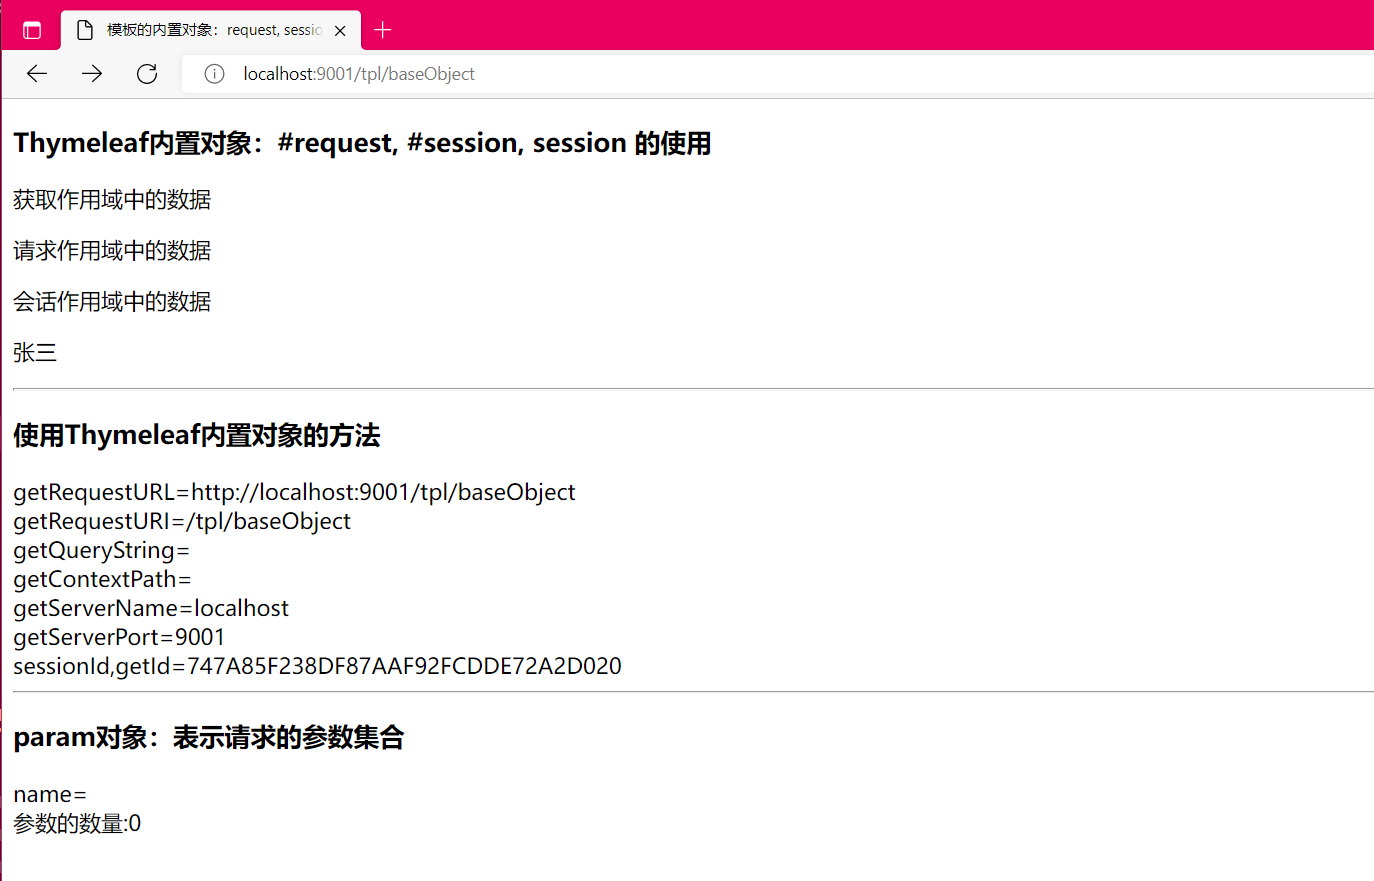 模板的内置对象：request, sessio
localhost:9001/tpl/baseObject
Thymeleaf内置对象：#request, #session, session 的使用
获取作用域中的数据
请求作用域中的数据
会话作用域中的数据
张三
使用Thymeleaf内置对象的方法
getRequestURL=http://localhost:9001/tpl/baseObject
getRequestURI=/tpl/baseObject
getQueryString=
getContextPath=
getServerName=localhost
getServerPort=9001
sessionId,getId=747A85F238DF87AAF92FCDDE72A2D020
param对象：表示请求的参数集合
name=
参数的数量:0